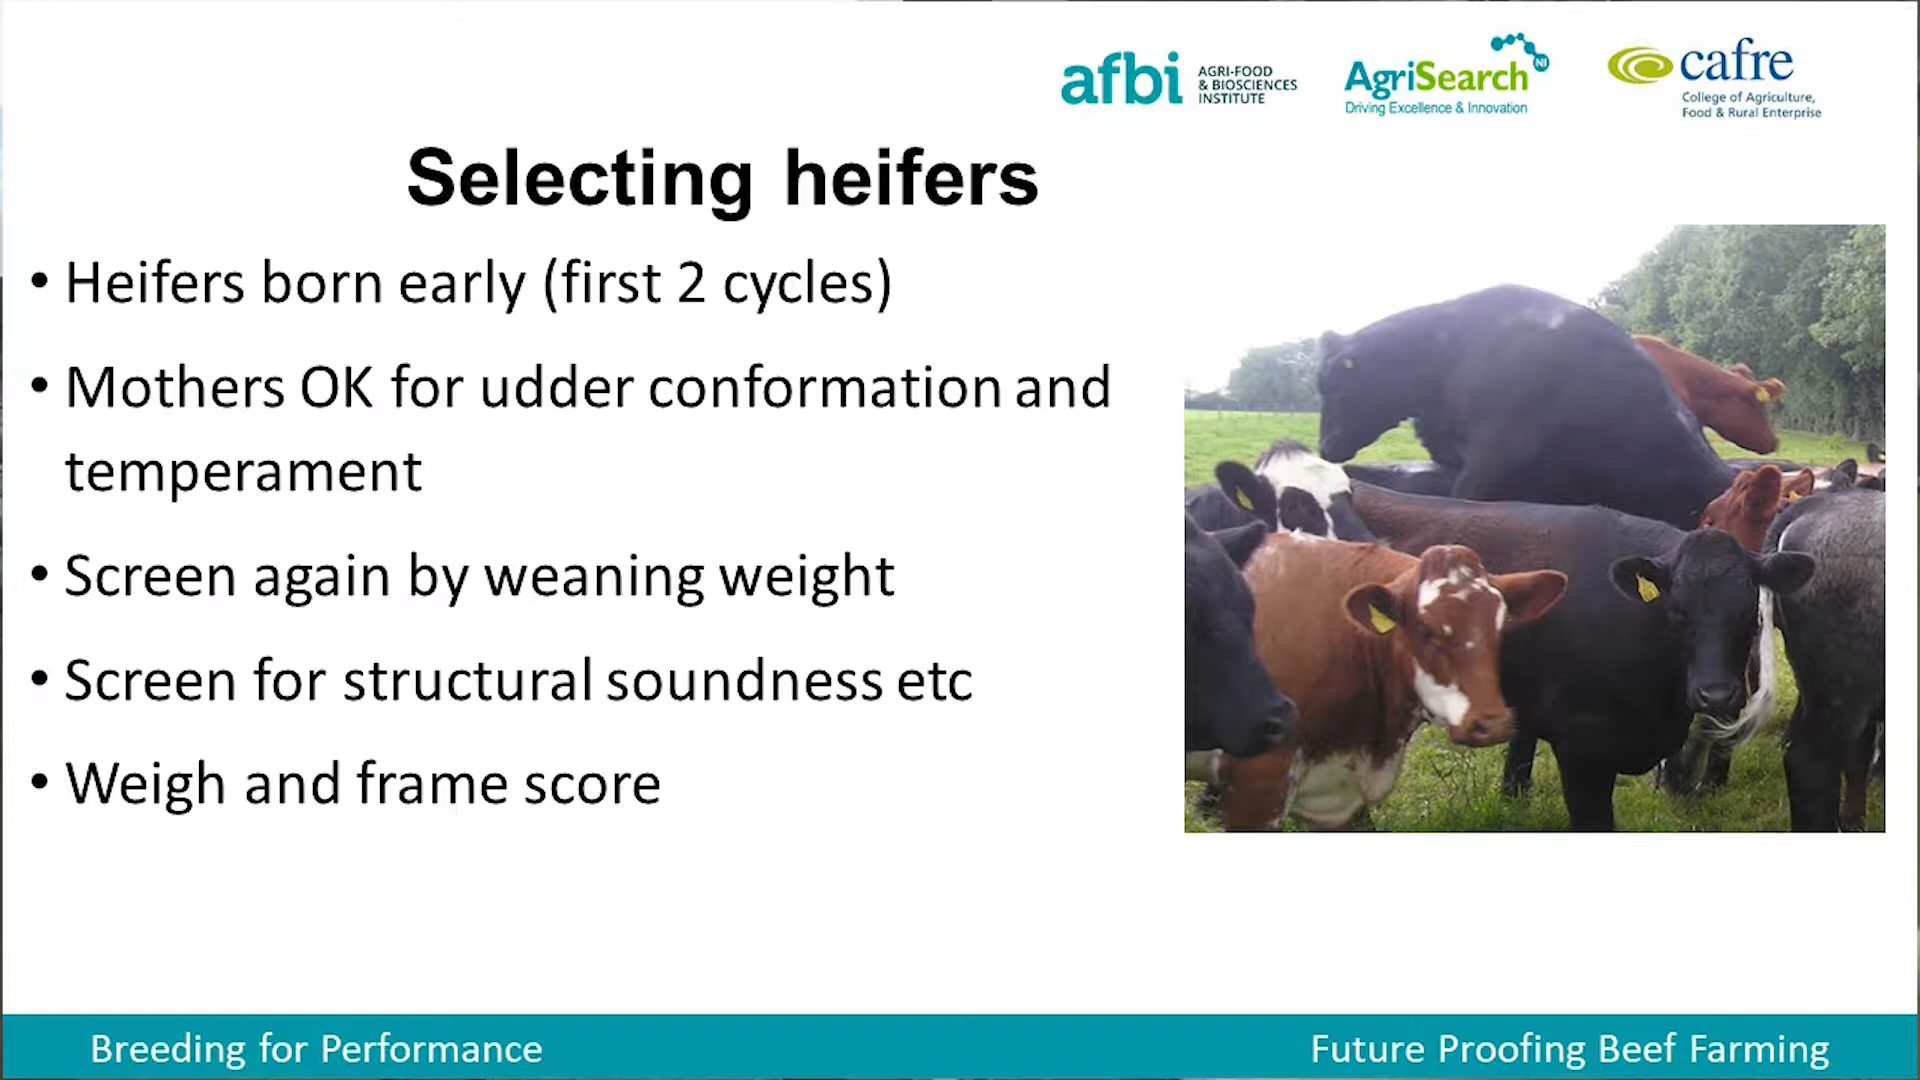 afbi AGRI-FOOD
& BIOSCIENCES
INSTITUTE
AgriSearch NI
Driving Excellence & Innovation
cafre
College of Agriculture,
Food & Rural Enterprise
Selecting heifers
• Heifers born early (first 2 cycles)
• Mothers OK for udder conformation and
temperament
• Screen again by weaning weight
• Screen for structural soundness etc
• Weigh and frame score
Breeding for Performance
Future Proofing Beef Farming